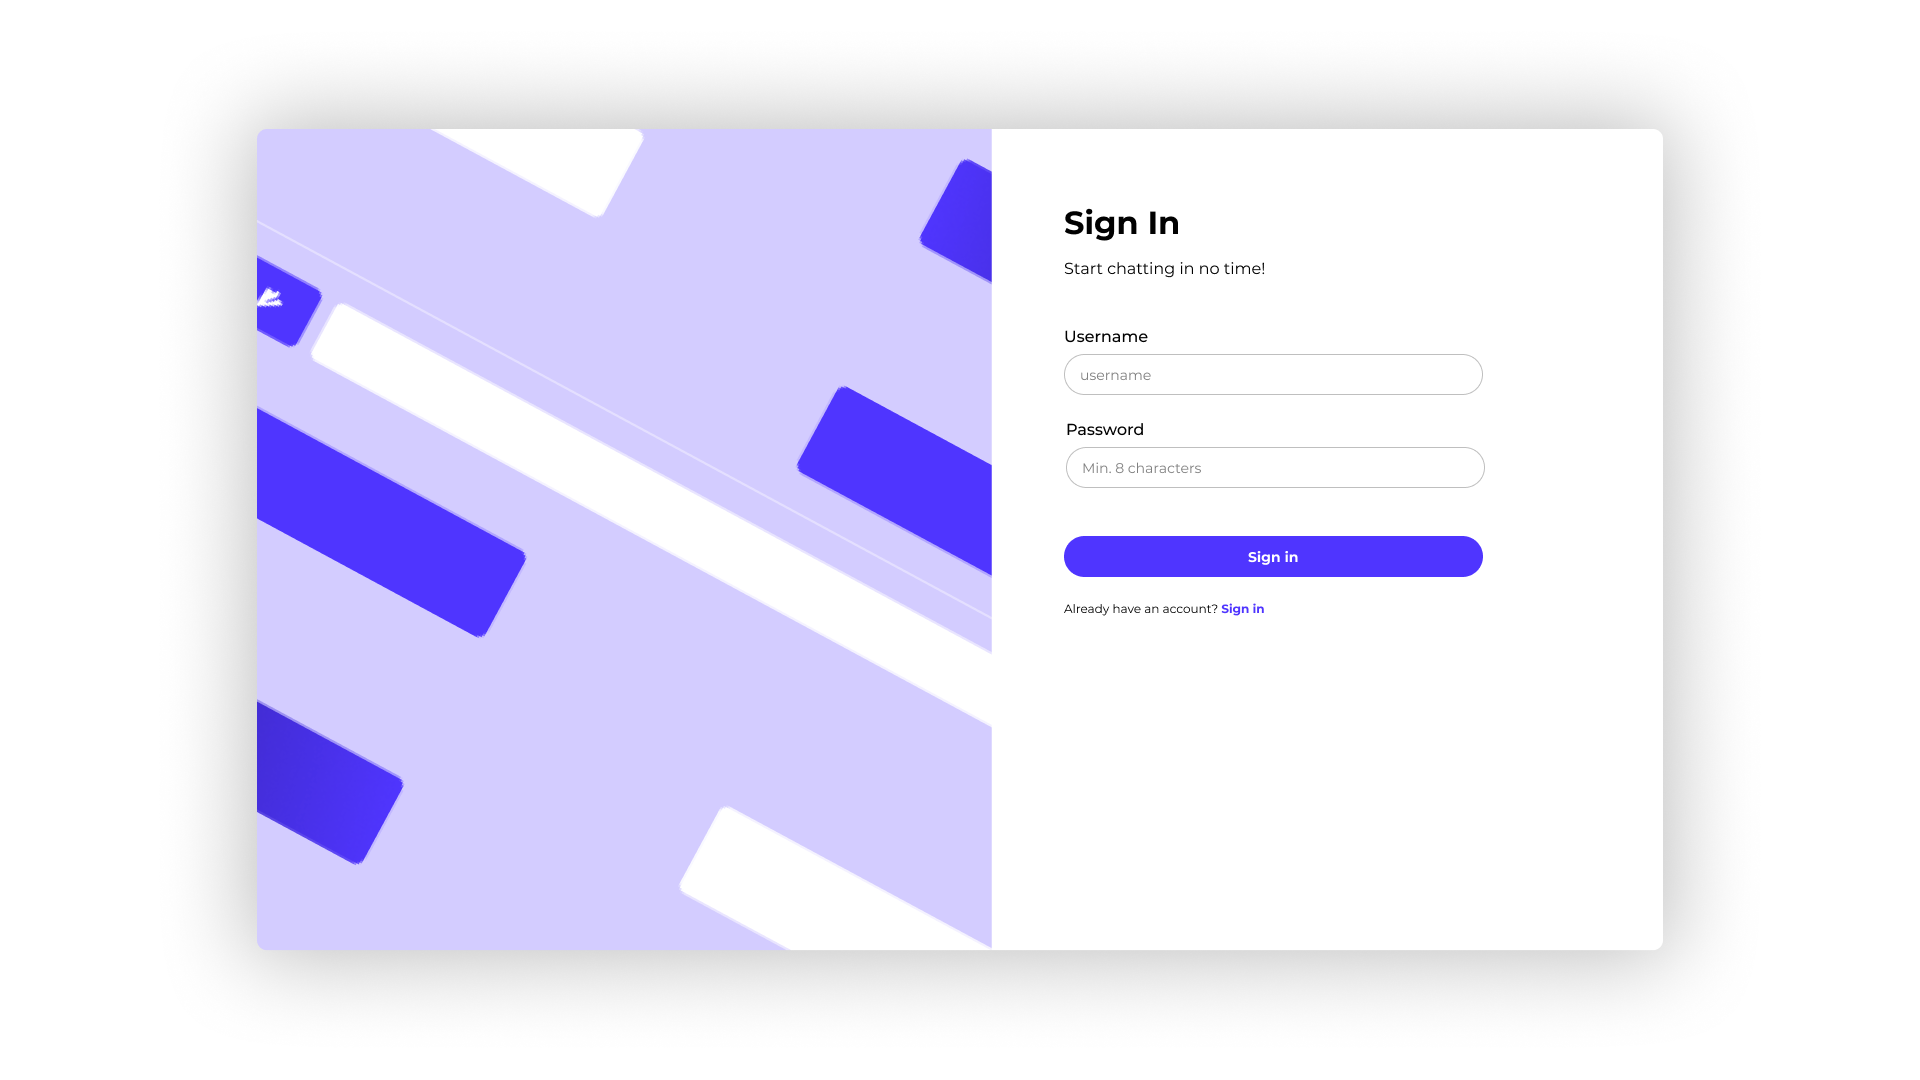 Sign In
Start chatting in no time!
Username
username
Password
Min. 8 characters
Sign in
Already have an account? Sign in